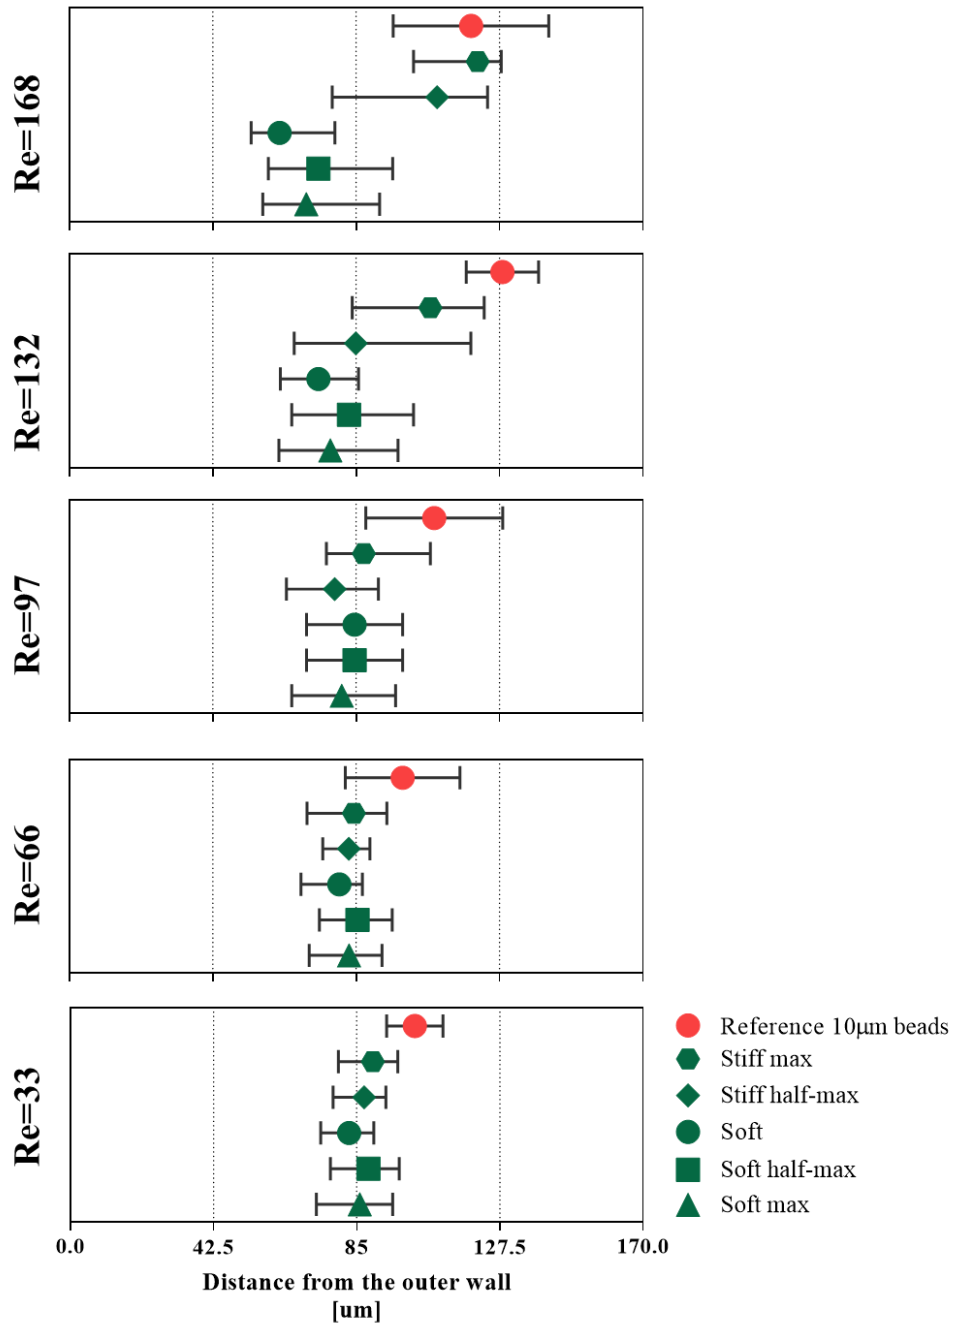 Re=168
Re=132
Re=97
Re=66
Re=33
Reference 10µm beads
Stiff max
Stiff half-max
Soft
Soft half-max
Soft max
0.0 42.5 85 127.5 170.0
Distance from the outer wall
[um]